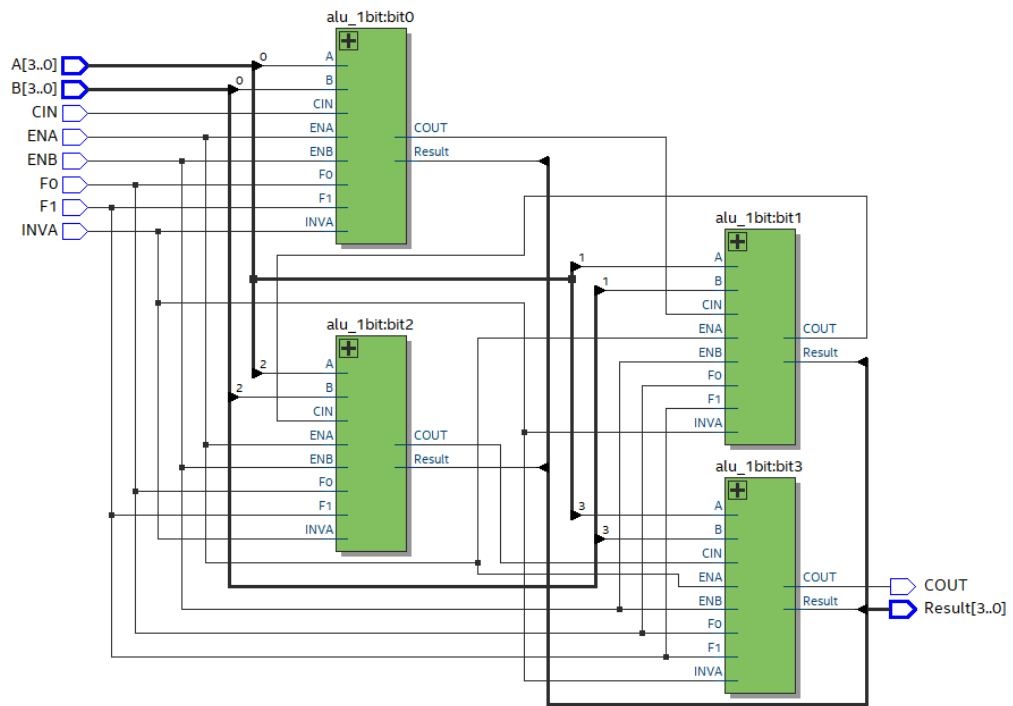 alu_1bit:bit0
A[3..0]
B[3..0]
CIN
ENA
ENB
F0
F1
INVA
0
0
A
B
CIN
ENA
ENB
F0
F1
INVA
COUT
Result
alu_1bit:bit1
1
1
A
B
CIN
ENA
ENB
F0
F1
INVA
COUT
Result
alu_1bit:bit2
2
2
A
B
CIN
ENA
ENB
F0
F1
INVA
COUT
Result
alu_1bit:bit3
3
3
A
B
CIN
ENA
ENB
F0
F1
INVA
COUT
Result
COUT
Result[3..0]